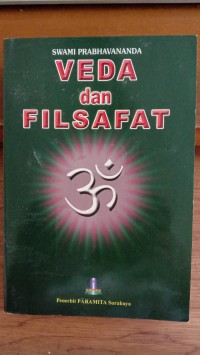 SWAMI PRABHAVANANDA
VEDA
dan
FILSAFAT
ॐ
Penerbit PARAMITA Surabaya